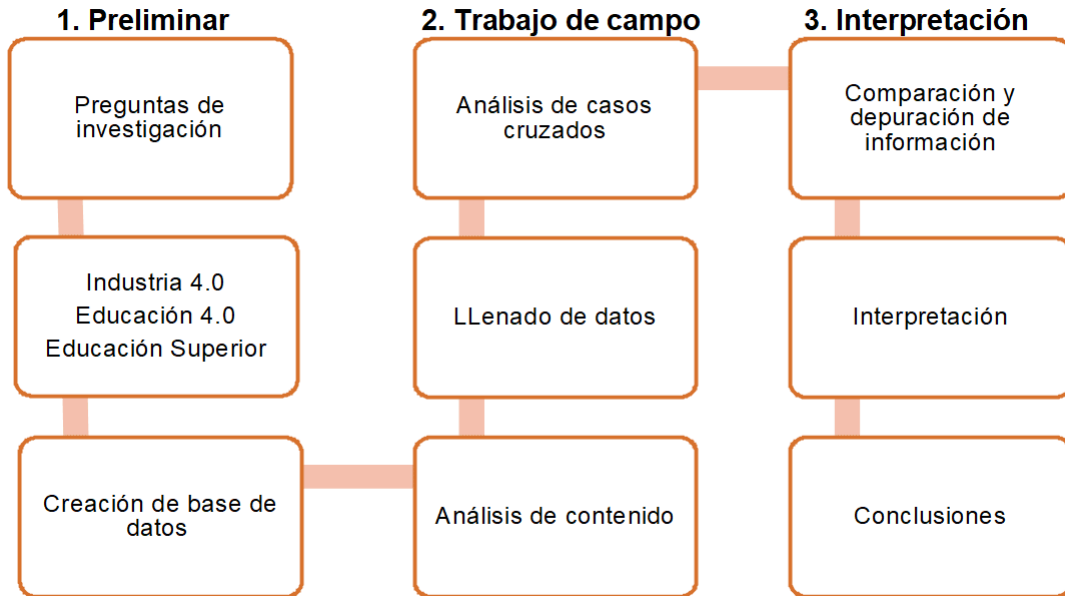 1. Preliminar
Preguntas de
investigación
Industria 4.0
Educación 4.0
Educación Superior
Creación de base de
datos
2. Trabajo de campo
Análisis de casos
cruzados
LLenado de datos
Análisis de contenido
3. Interpretación
Comparación y
depuración de
información
Interpretación
Conclusiones